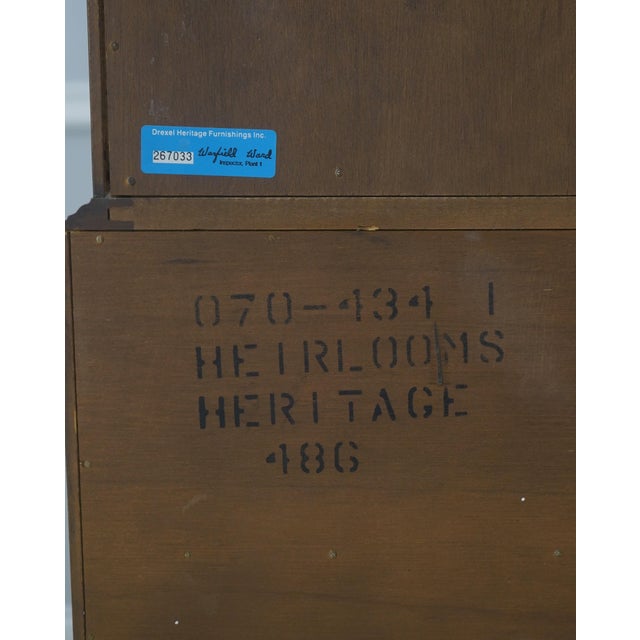 Drexel Heritage Furnishings Inc.
267033 Wayfield Ward
Inspector, Plant 1
070-434 1
HEIRLOOMS
HERITAGE
486